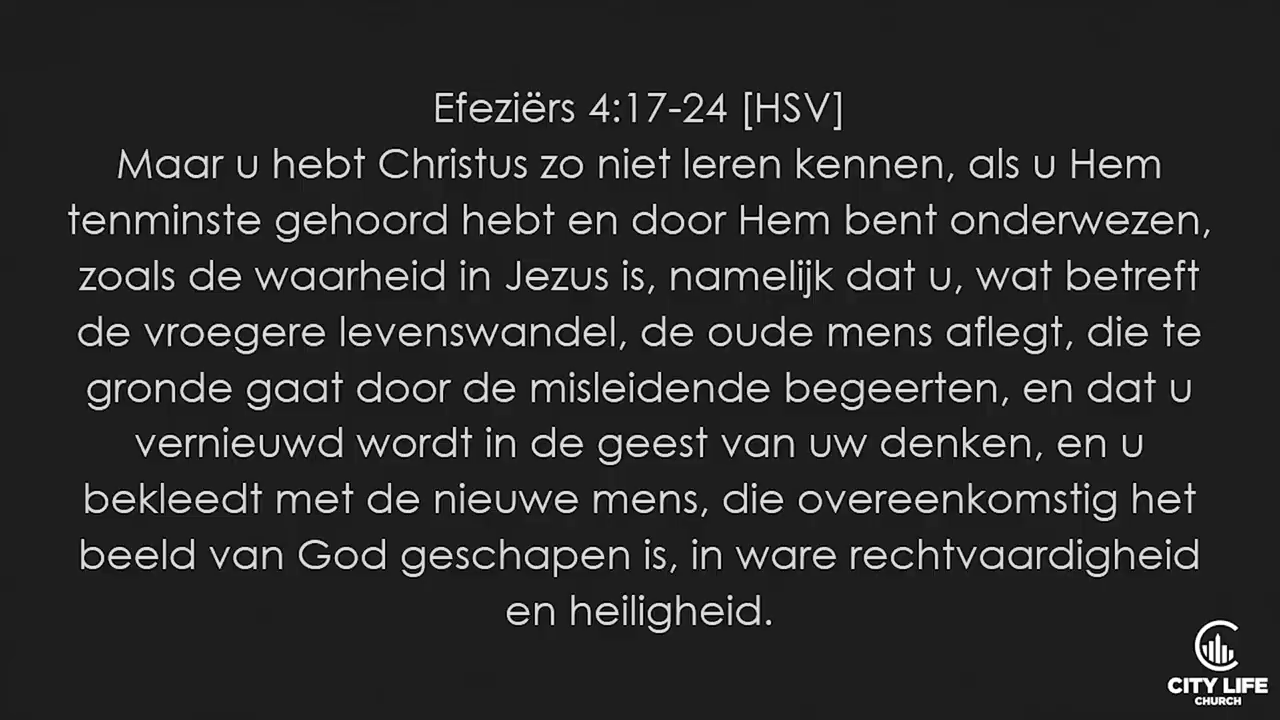 Efeziërs 4:17-24 [HSV]
Maar u hebt Christus zo niet leren kennen, als u Hem
tenminste gehoord hebt en door Hem bent onderwezen,
zoals de waarheid in Jezus is, namelijk dat u, wat betreft
de vroegere levenswandel, de oude mens aflegt, die te
gronde gaat door de misleidende begeerten, en dat u
vernieuwd wordt in de geest van uw denken, en u
bekleedt met de nieuwe mens, die overeenkomstig het
beeld van God geschapen is, in ware rechtvaardigheid
en heiligheid.
CITY LIFE
CHURCH